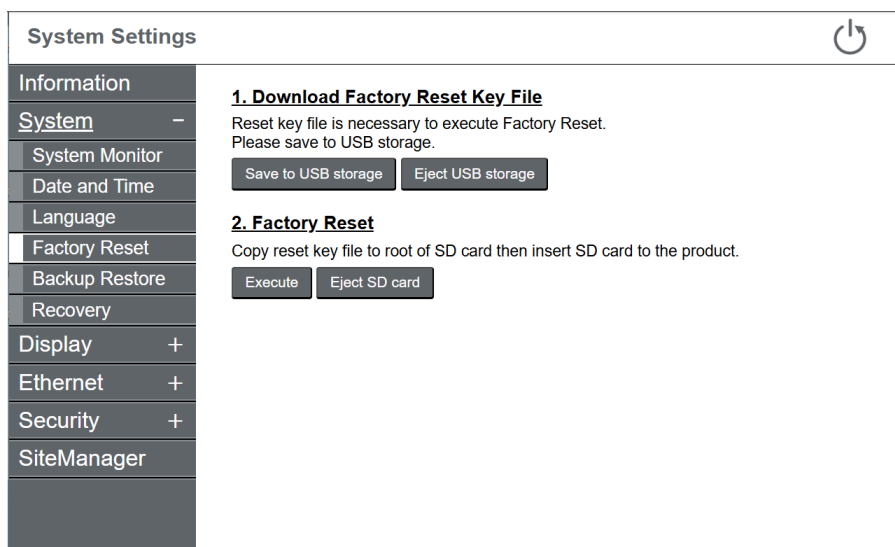 System Settings
Information
System −
System Monitor
Date and Time
Language
Factory Reset
Backup Restore
Recovery
Display +
Ethernet +
Security +
SiteManager
1. Download Factory Reset Key File
Reset key file is necessary to execute Factory Reset.
Please save to USB storage.
Save to USB storage Eject USB storage
2. Factory Reset
Copy reset key file to root of SD card then insert SD card to the product.
Execute Eject SD card